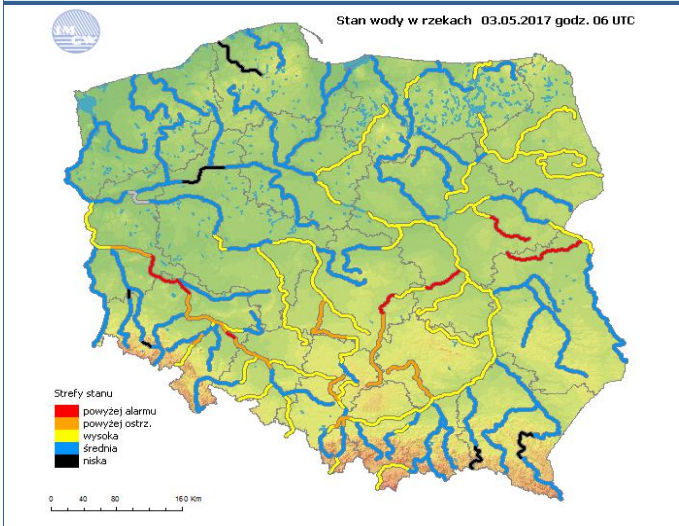 Stan wody w rzekach 03.05.2017 godz. 06 UTC
Strefy stanu
powyżej alarmu
powyżej ostrz.
wysoka
średnia
niska
0 40 80 160 Km